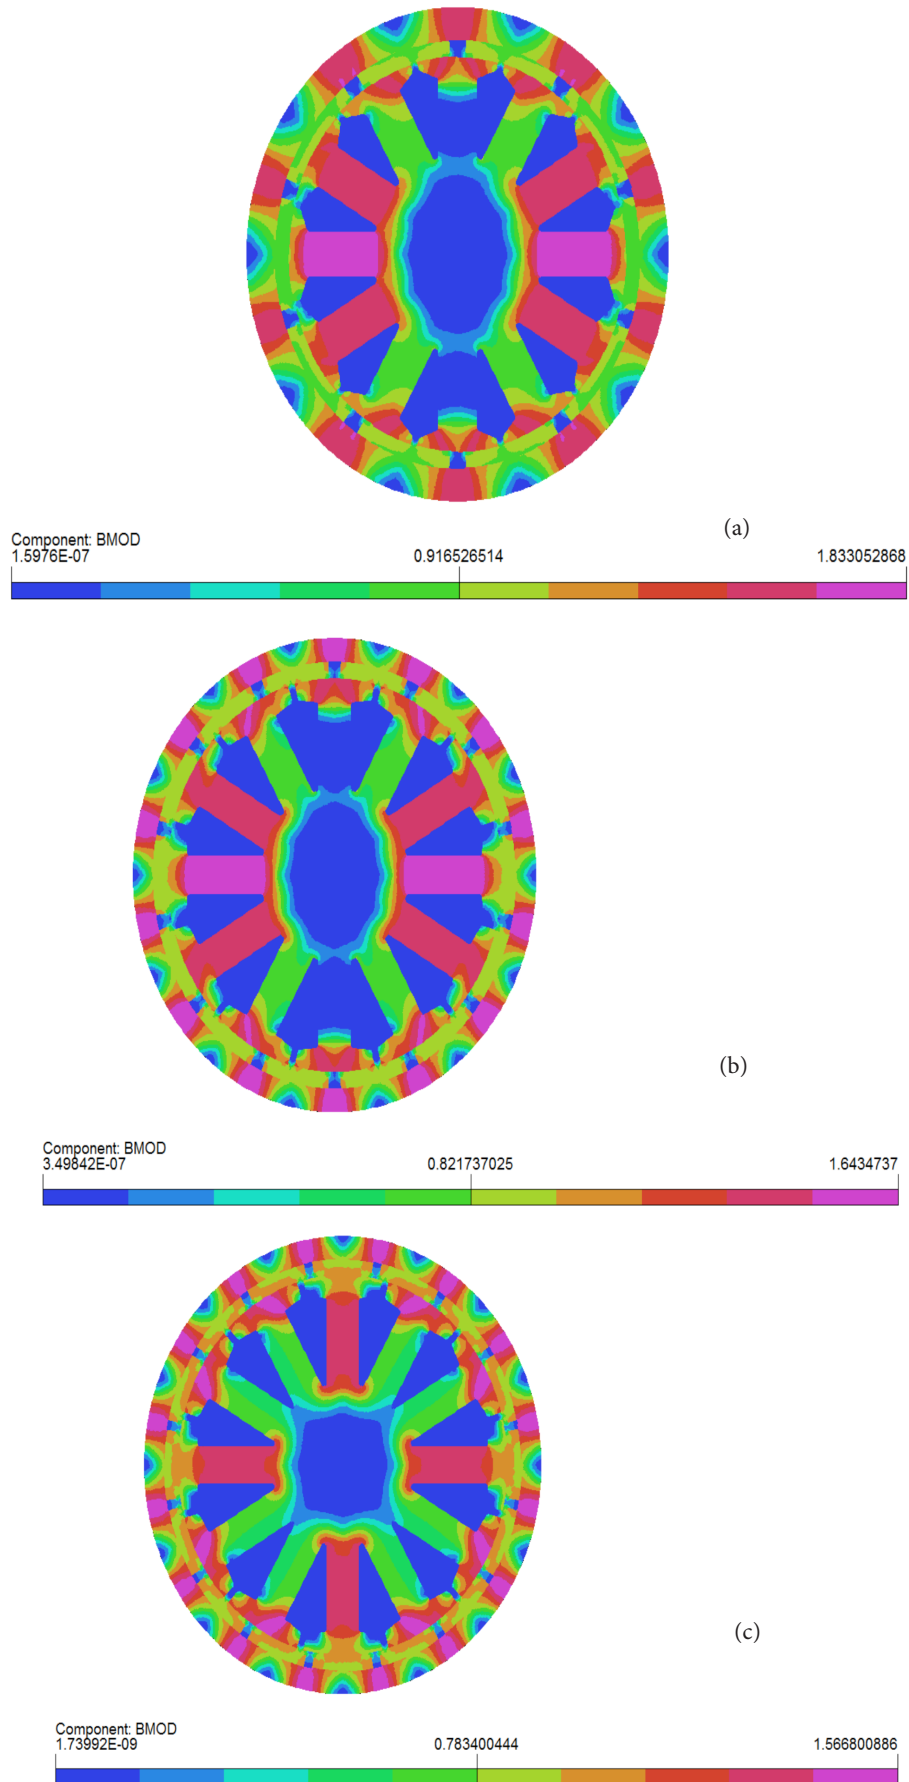 (a)
Component: BMOD
1.5976E-07 0.916526514 1.833052868
(b)
Component: BMOD
3.49842E-07 0.821737025 1.6434737
(c)
Component: BMOD
1.73992E-09 0.783400444 1.566800886